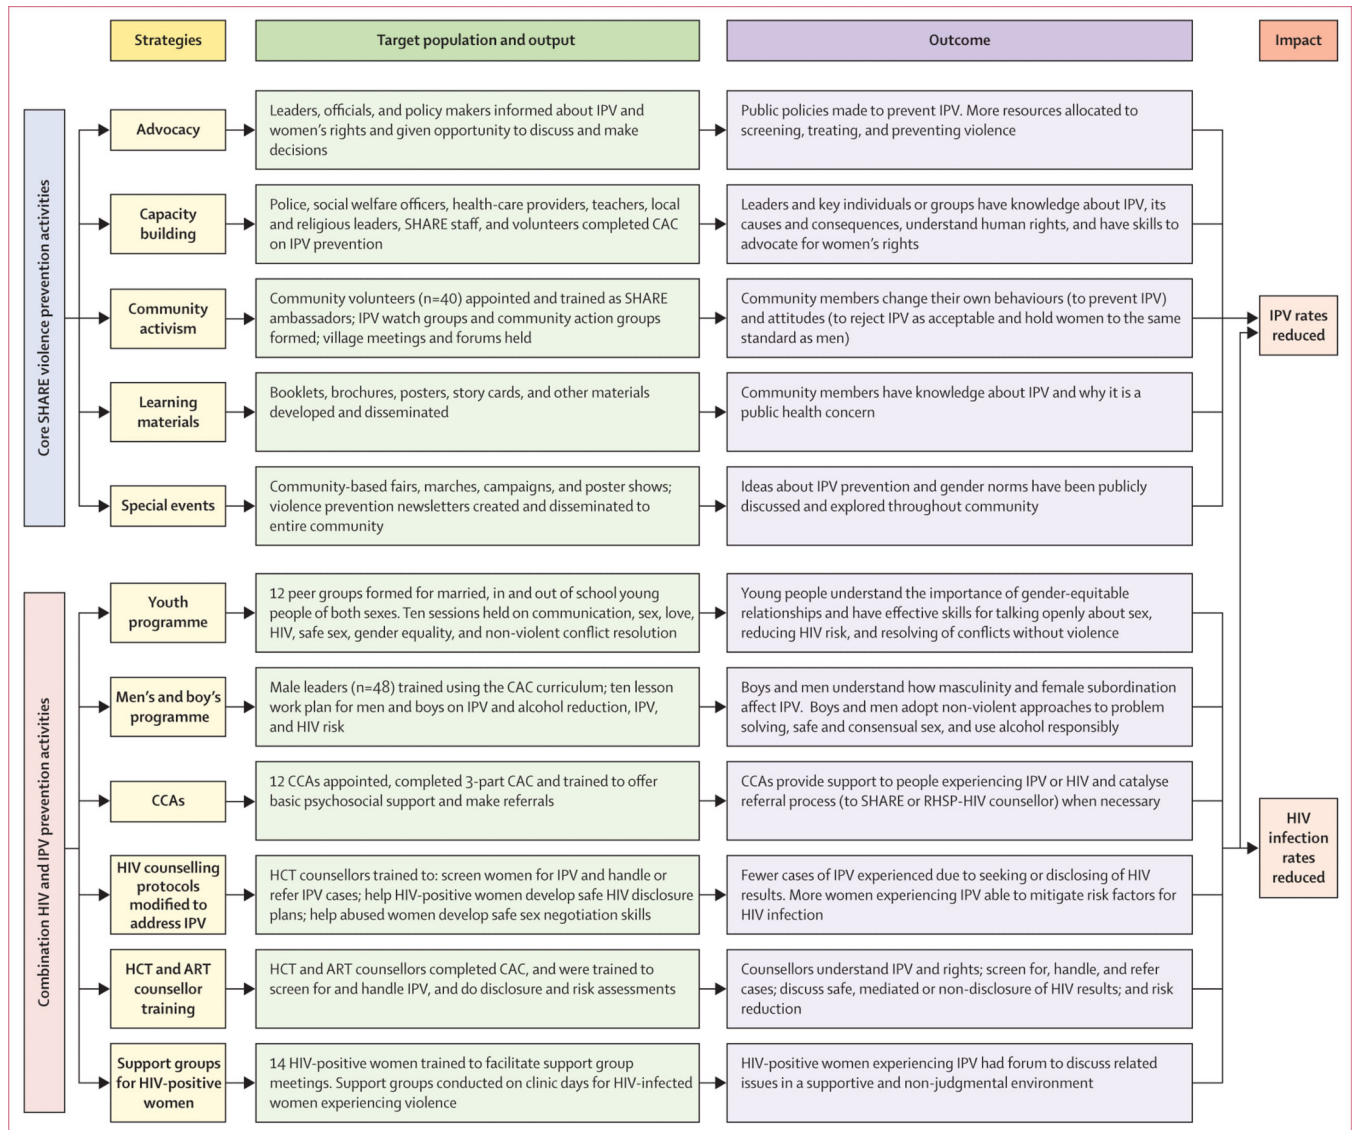 Strategies
Target population and output
Outcome
Impact
Core SHARE violence prevention activities
Advocacy
Leaders, officials, and policy makers informed about IPV and
women's rights and given opportunity to discuss and make
decisions
Public policies made to prevent IPV. More resources allocated to
screening, treating, and preventing violence
Capacity
building
Police, social welfare officers, health-care providers, teachers, local
and religious leaders, SHARE staff, and volunteers completed CAC
on IPV prevention
Leaders and key individuals or groups have knowledge about IPV, its
causes and consequences, understand human rights, and have skills to
advocate for women's rights
Community
activism
Community volunteers (n=40) appointed and trained as SHARE
ambassadors; IPV watch groups and community action groups
formed; village meetings and forums held
Community members change their own behaviours (to prevent IPV)
and attitudes (to reject IPV as acceptable and hold women to the same
standard as men)
IPV rates
reduced
Learning
materials
Booklets, brochures, posters, story cards, and other materials
developed and disseminated
Community members have knowledge about IPV and why it is a
public health concern
Special events
Community-based fairs, marches, campaigns, and poster shows;
violence prevention newsletters created and disseminated to
entire community
Ideas about IPV prevention and gender norms have been publicly
discussed and explored throughout community
Combination HIV and IPV prevention activities
Youth
programme
12 peer groups formed for married, in and out of school young
people of both sexes. Ten sessions held on communication, sex, love,
HIV, safe sex, gender equality, and non-violent conflict resolution
Young people understand the importance of gender-equitable
relationships and have effective skills for talking openly about sex,
reducing HIV risk, and resolving of conflicts without violence
Men's and boy's
programme
Male leaders (n=48) trained using the CAC curriculum; ten lesson
work plan for men and boys on IPV and alcohol reduction, IPV,
and HIV risk
Boys and men understand how masculinity and female subordination
affect IPV. Boys and men adopt non-violent approaches to problem
solving, safe and consensual sex, and use alcohol responsibly
CCAs
12 CCAs appointed, completed 3-part CAC and trained to offer
basic psychosocial support and make referrals
CCAs provide support to people experiencing IPV or HIV and catalyse
referral process (to SHARE or RHSP-HIV counsellor) when necessary
HIV
infection
rates
reduced
HIV counselling
protocols
modified to
address IPV
HCT counsellors trained to: screen women for IPV and handle or
refer IPV cases; help HIV-positive women develop safe HIV disclosure
plans; help abused women develop safe sex negotiation skills
Fewer cases of IPV experienced due to seeking or disclosing of HIV
results. More women experiencing IPV able to mitigate risk factors for
HIV infection
HCT and ART
counsellor
training
HCT and ART counsellors completed CAC, and were trained to
screen for and handle IPV, and do disclosure and risk assessments
Counsellors understand IPV and rights; screen for, handle, and refer
cases; discuss safe, mediated or non-disclosure of HIV results; and risk
reduction
Support groups
for HIV-positive
women
14 HIV-positive women trained to facilitate support group
meetings. Support groups conducted on clinic days for HIV-infected
women experiencing violence
HIV-positive women experiencing IPV had forum to discuss related
issues in a supportive and non-judgmental environment